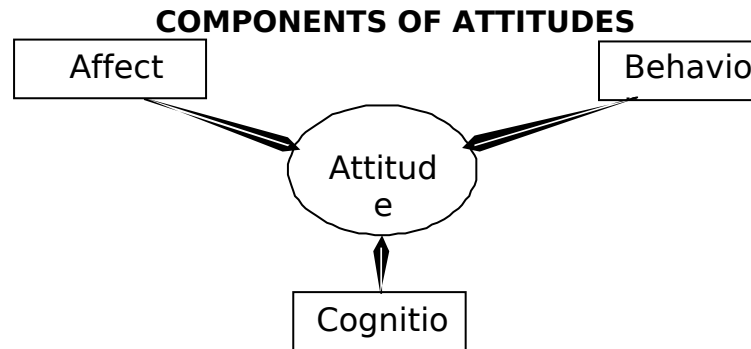 COMPONENTS OF ATTITUDES
Affect
Behavio
Attitud
e
Cognitio